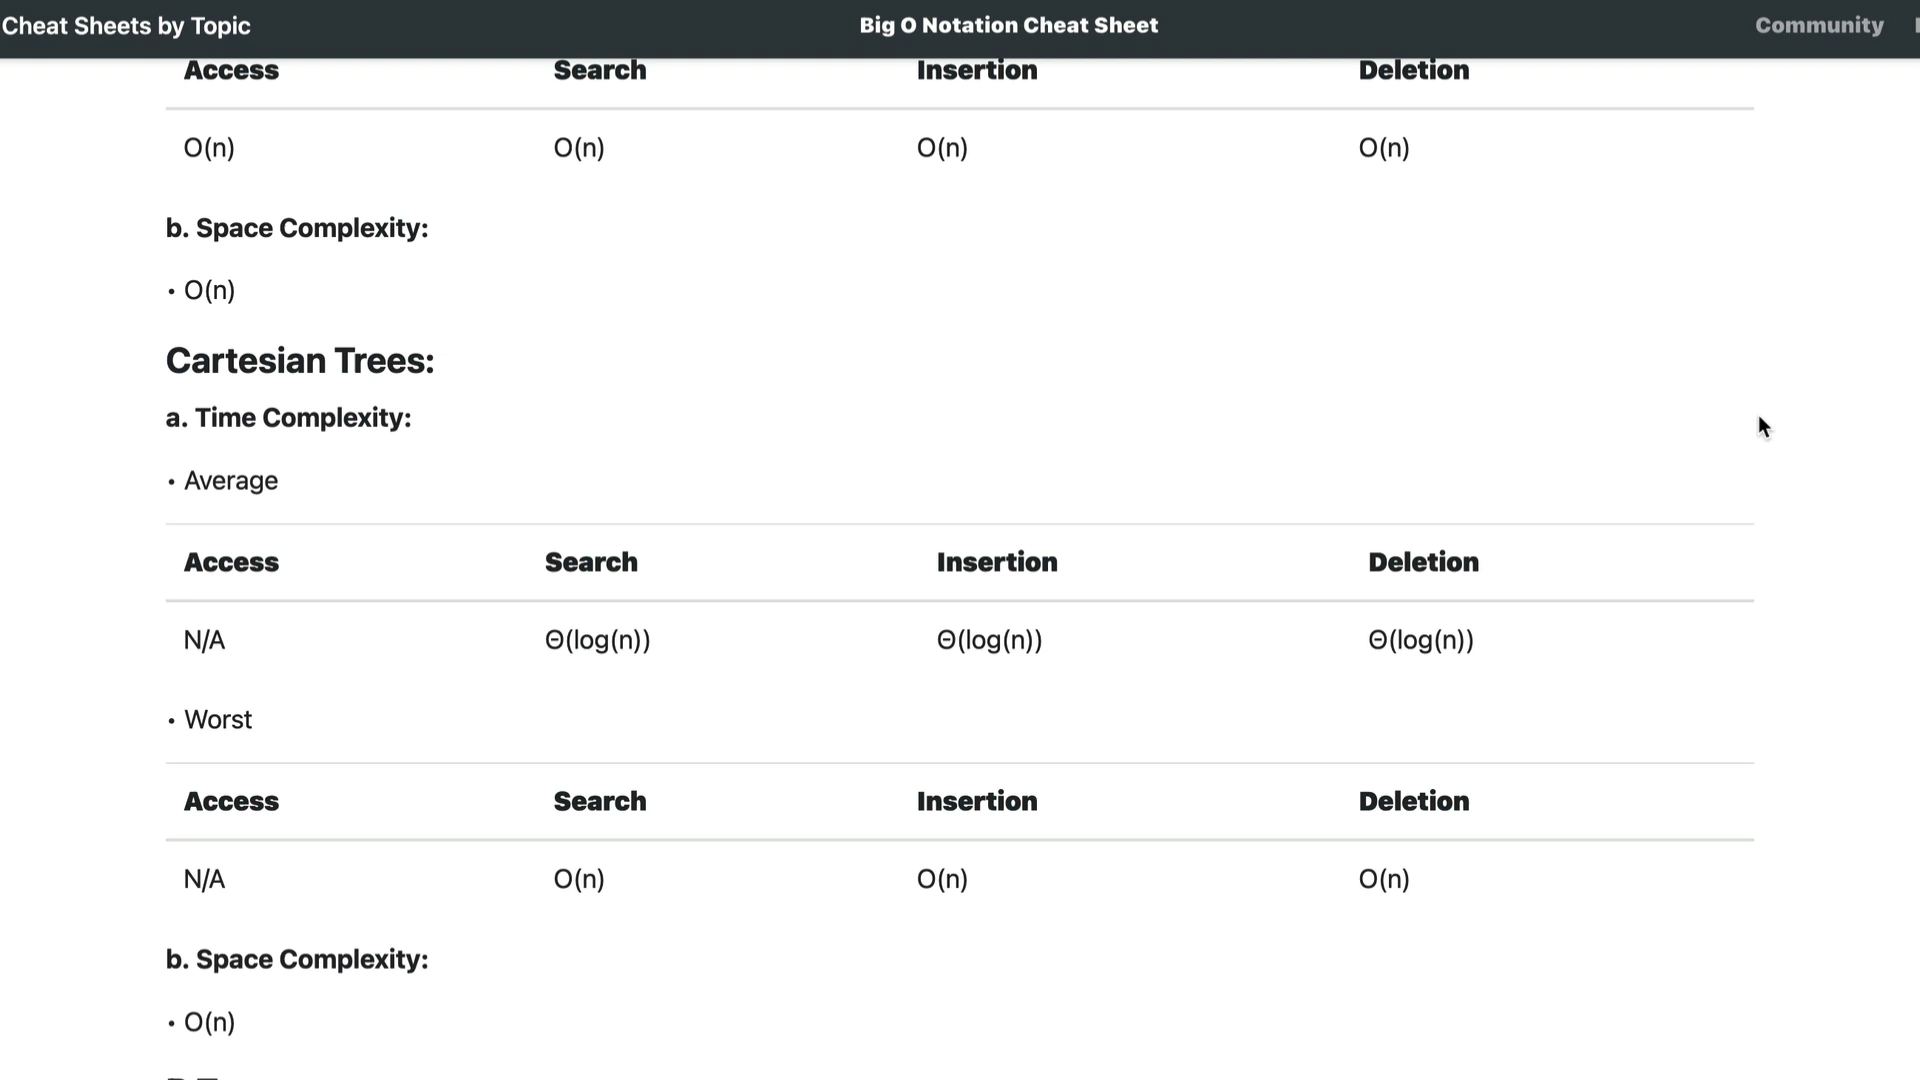 Cheat Sheets by Topic Big O Notation Cheat Sheet Community
Access Search Insertion Deletion
O(n) O(n) O(n) O(n)
b. Space Complexity:
• O(n)
Cartesian Trees:
a. Time Complexity:
• Average
Access Search Insertion Deletion
N/A Θ(log(n)) Θ(log(n)) Θ(log(n))
• Worst
Access Search Insertion Deletion
N/A O(n) O(n) O(n)
b. Space Complexity:
• O(n)